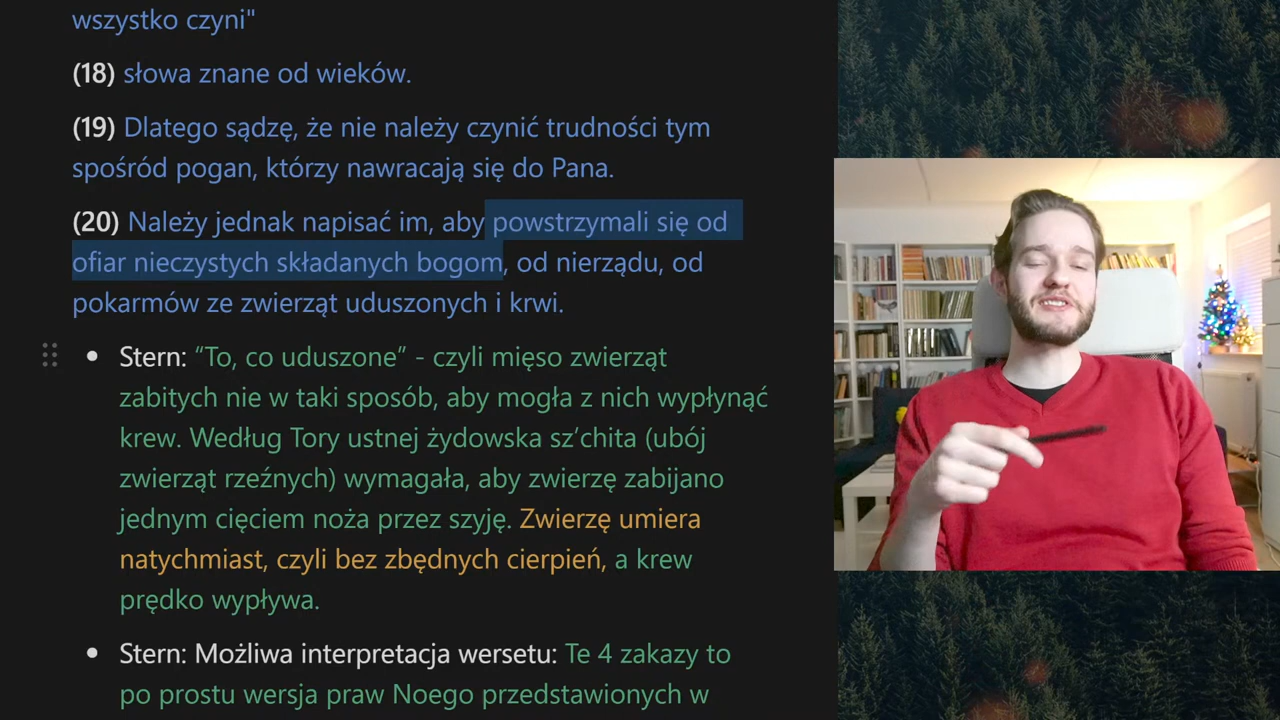 wszystko czyni"
(18) słowa znane od wieków.
(19) Dlatego sądzę, że nie należy czynić trudności tym
spośród pogan, którzy nawracają się do Pana.
(20) Należy jednak napisać im, aby powstrzymali się od
ofiar nieczystych składanych bogom, od nierządu, od
pokarmów ze zwierząt uduszonych i krwi.
• Stern: “To, co uduszone” - czyli mięso zwierząt
zabitych nie w taki sposób, aby mogła z nich wypłynąć
krew. Według Tory ustnej żydowska sz’chita (ubój
zwierząt rzeźnych) wymagała, aby zwierzę zabijano
jednym cięciem noża przez szyję. Zwierzę umiera
natychmiast, czyli bez zbędnych cierpień, a krew
prędko wypływa.
• Stern: Możliwa interpretacja wersetu: Te 4 zakazy to
po prostu wersja praw Noego przedstawionych w